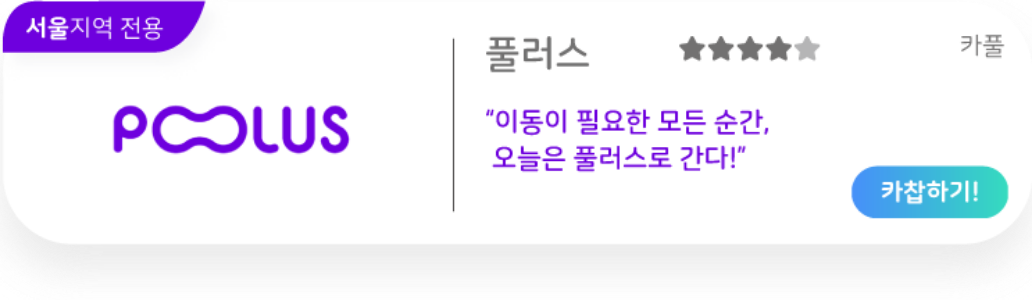 서울지역 전용
POOLUS
풀러스
카풀
“이동이 필요한 모든 순간,
오늘은 풀러스로 간다!”
카찹하기!